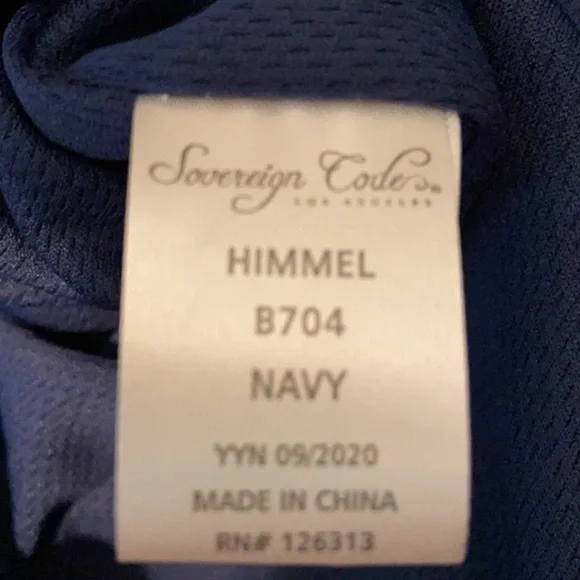 Sovereign Code®
LOS ANGELES
HIMMEL
B704
NAVY
YYN 09/2020
MADE IN CHINA
RN# 126313